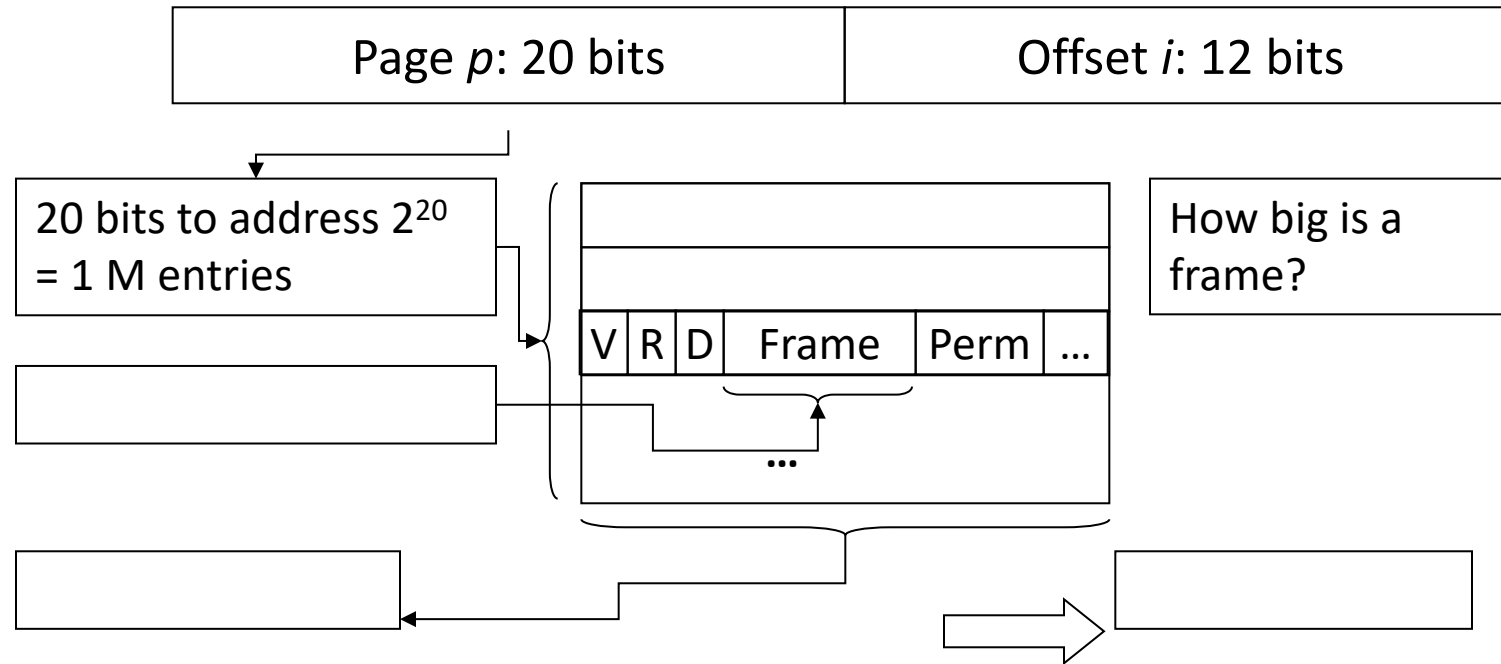 Page p: 20 bits
Offset i: 12 bits
20 bits to address 2²⁰
= 1 M entries
How big is a
frame?
V R D Frame Perm ...
...